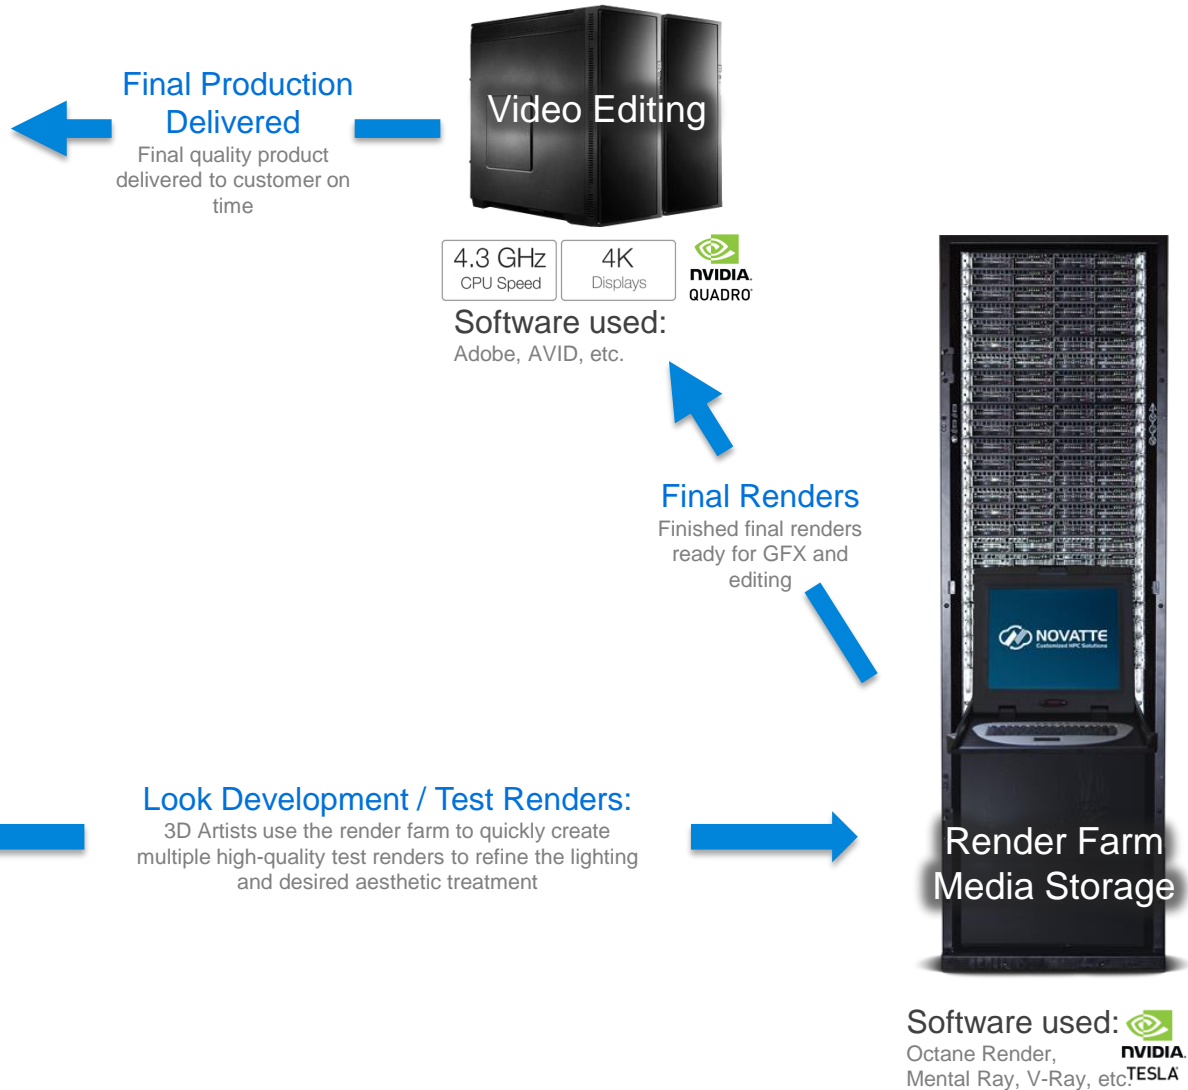 Final Production
Delivered
Final quality product
delivered to customer on
time
Video Editing
4.3 GHz
CPU Speed
4K
Displays
NVIDIA.
QUADRO
Software used:
Adobe, AVID, etc.
Final Renders
Finished final renders
ready for GFX and
editing
NOVATTE
Customized HPC Solutions
Look Development / Test Renders:
3D Artists use the render farm to quickly create
multiple high-quality test renders to refine the lighting
and desired aesthetic treatment
Render Farm
Media Storage
Software used:
Octane Render,
Mental Ray, V-Ray, etc.
NVIDIA.
TESLA